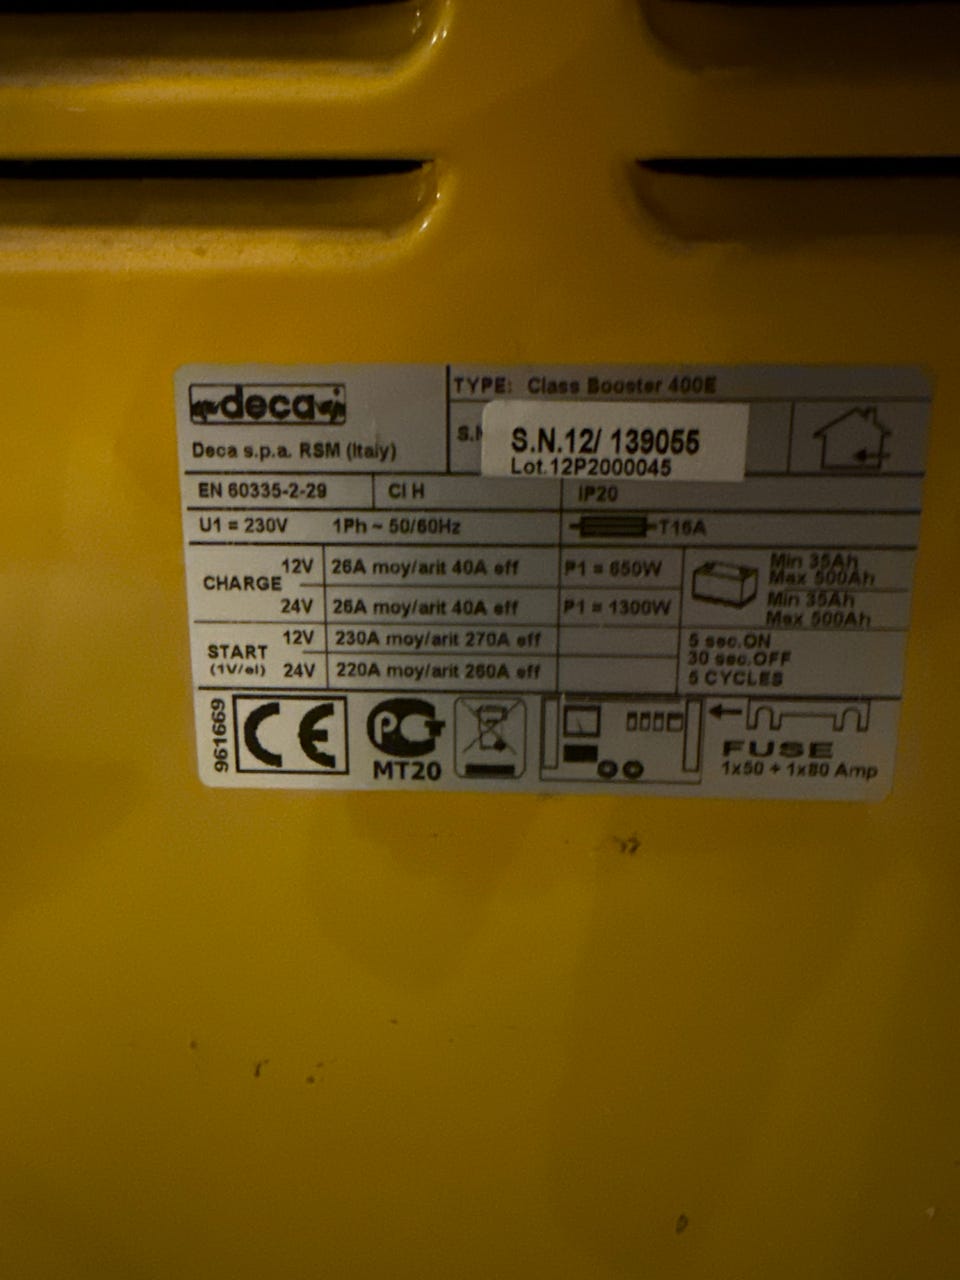 deca
TYPE: Class Booster 400E
Deca s.p.a. RSM (Italy)
S.N.12/ 139055
Lot.12P2000045
EN 60335-2-29 Cl H IP20
U1 = 230V 1Ph ~ 50/60Hz T16A
CHARGE
12V 26A moy/arit 40A eff P1 = 650W Min 35Ah Max 500Ah
24V 26A moy/arit 40A eff P1 = 1300W Min 35Ah Max 500Ah
START (1V/el)
12V 230A moy/arit 270A eff
24V 220A moy/arit 260A eff
5 sec.ON
30 sec.OFF
5 CYCLES
961669
CE
PCT
MT20
FUSE
1x50 + 1x80 Amp